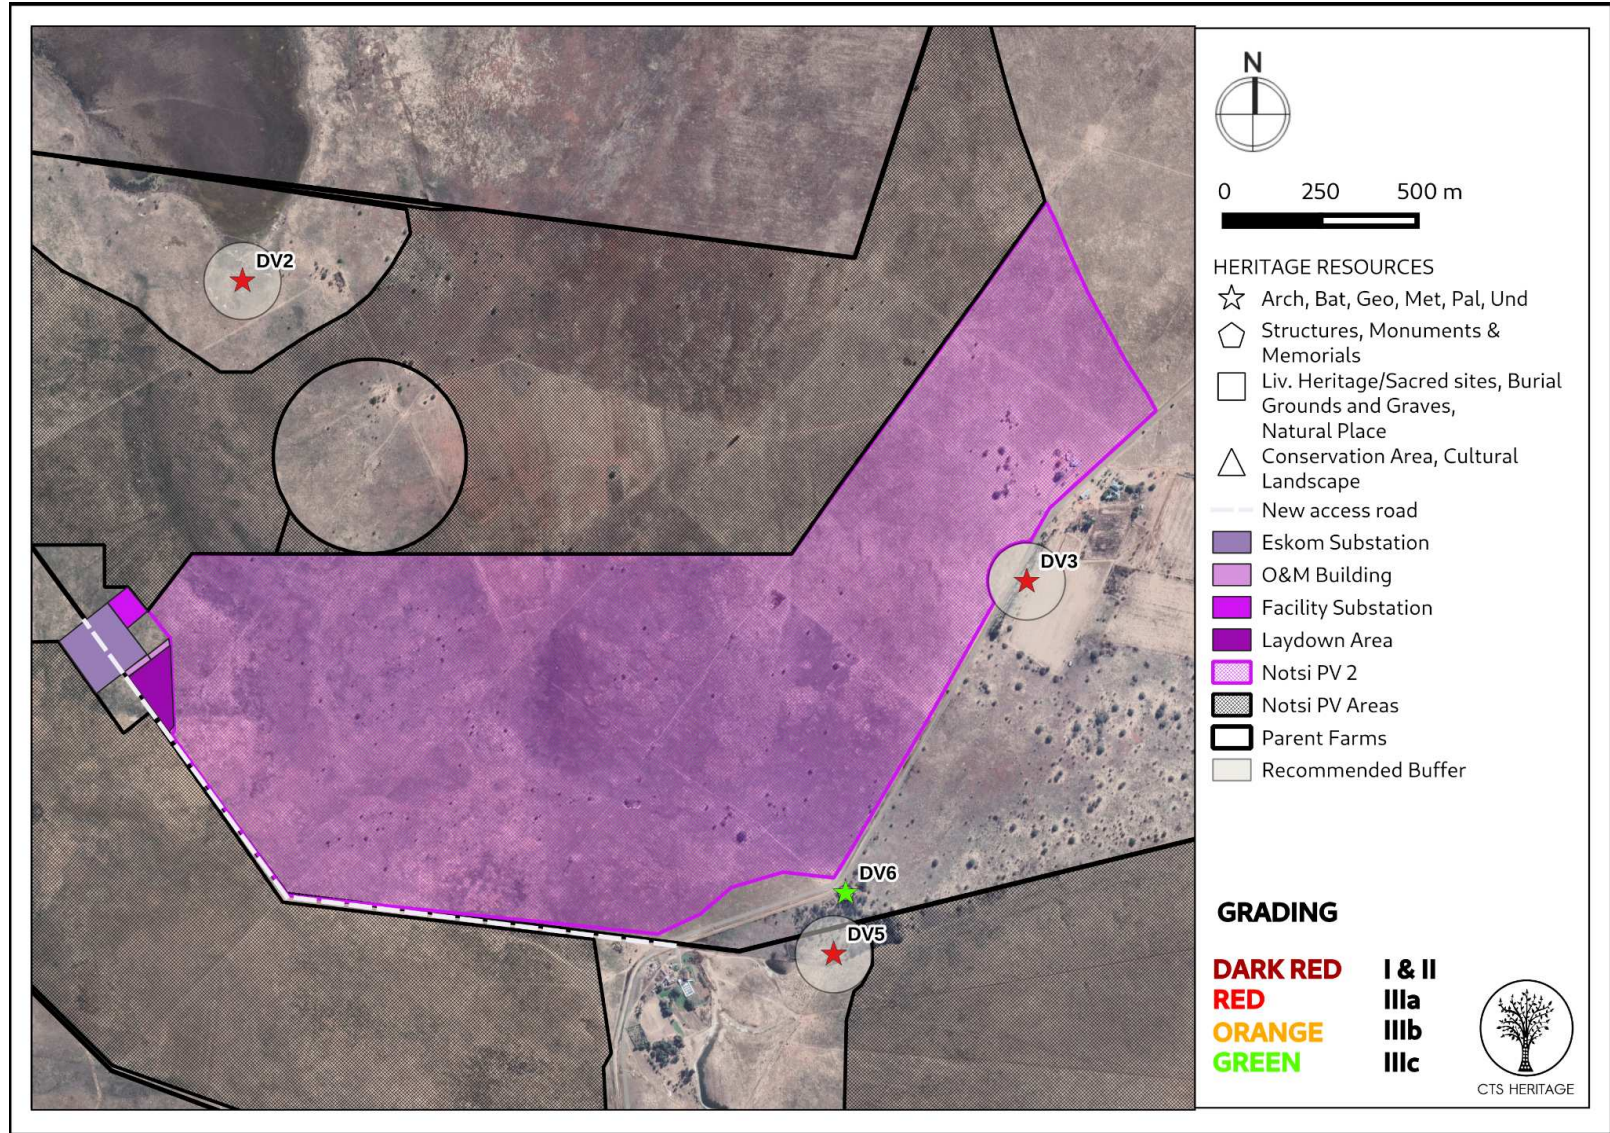 DV2
DV3
DV6
DV5
N
0 250 500 m
HERITAGE RESOURCES
Arch, Bat, Geo, Met, Pal, Und
Structures, Monuments &
Memorials
Liv. Heritage/Sacred sites, Burial
Grounds and Graves,
Natural Place
Conservation Area, Cultural
Landscape
New access road
Eskom Substation
O&M Building
Facility Substation
Laydown Area
Notsi PV 2
Notsi PV Areas
Parent Farms
Recommended Buffer
GRADING
DARK RED I & II
RED IIIa
ORANGE IIIb
GREEN IIIc
CTS HERITAGE